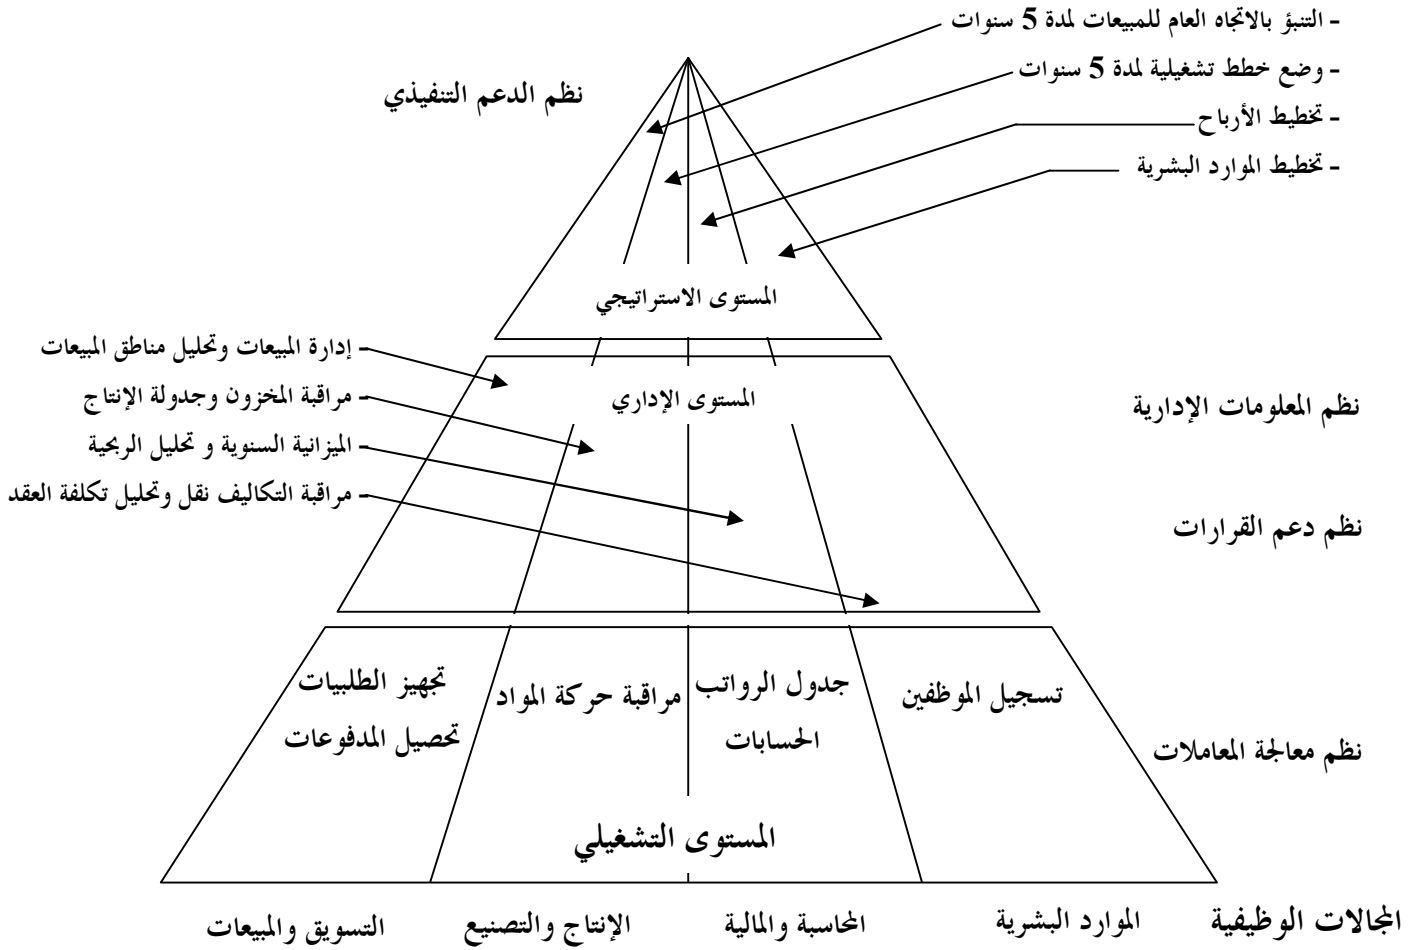 - التنبؤ بالاتجاه العام للمبيعات لمدة 5 سنوات
- وضع خطط تشغيلية لمدة 5 سنوات
- تخطيط الأرباح
- تخطيط الموارد البشرية
نظم الدعم التنفيذي
المستوى الاستراتيجي
- إدارة المبيعات وتحليل مناطق المبيعات
- مراقبة المخزون وجدولة الإنتاج
- الميزانية السنوية و تحليل الربحية
- مراقبة التكاليف نقل وتحليل تكلفة العقد
المستوى الإداري
نظم المعلومات الإدارية
نظم دعم القرارات
تسجيل الموظفين
جدول الرواتب
الحسابات
مراقبة حركة المواد
تجهيز الطلبيات
تحصيل المدفوعات
نظم معالجة المعاملات
المستوى التشغيلي
المجالات الوظيفية
الموارد البشرية
المحاسبة والمالية
الإنتاج والتصنيع
التسويق والمبيعات